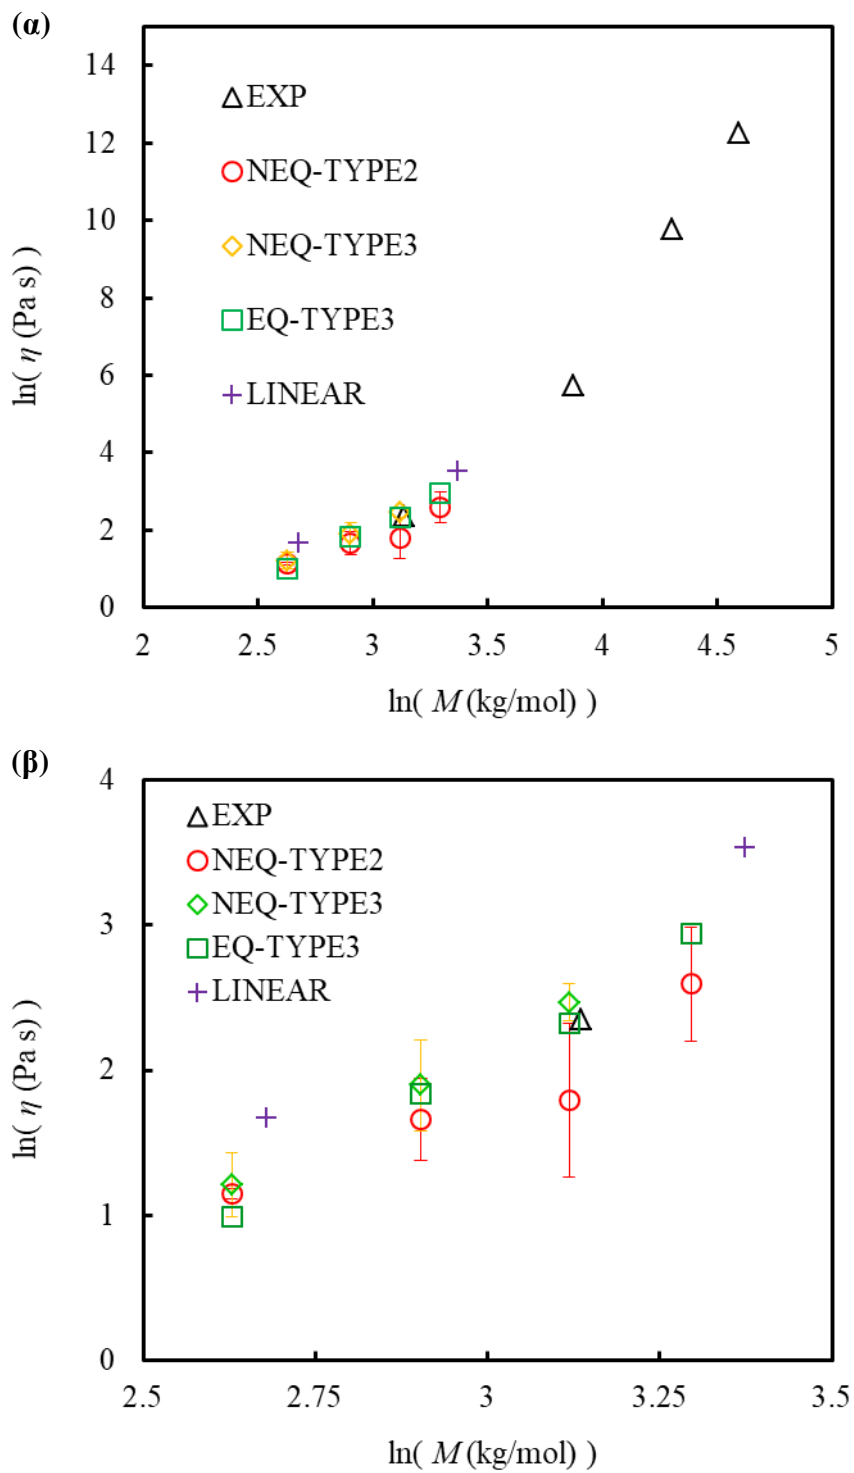 (α)
14
12
10
8
6
4
2
0
ln( η (Pa s) )
EXP
NEQ-TYPE2
NEQ-TYPE3
EQ-TYPE3
LINEAR
2 2.5 3 3.5 4 4.5 5
ln( M (kg/mol) )
(β)
4
3
2
1
0
ln( η (Pa s) )
EXP
NEQ-TYPE2
NEQ-TYPE3
EQ-TYPE3
LINEAR
2.5 2.75 3 3.25 3.5
ln( M (kg/mol) )